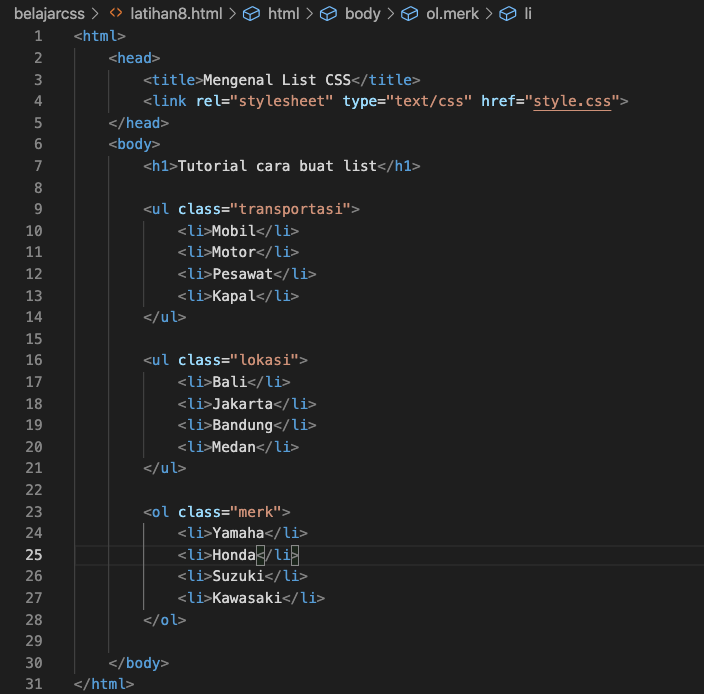 belajarcss > latihan8.html > html > body > ol.merk > li
1 <html>
2 <head>
3 <title>Mengenal List CSS</title>
4 <link rel="stylesheet" type="text/css" href="style.css">
5 </head>
6 <body>
7 <h1>Tutorial cara buat list</h1>
8
9 <ul class="transportasi">
10 <li>Mobil</li>
11 <li>Motor</li>
12 <li>Pesawat</li>
13 <li>Kapal</li>
14 </ul>
15
16 <ul class="lokasi">
17 <li>Bali</li>
18 <li>Jakarta</li>
19 <li>Bandung</li>
20 <li>Medan</li>
21 </ul>
22
23 <ol class="merk">
24 <li>Yamaha</li>
25 <li>Honda</li>
26 <li>Suzuki</li>
27 <li>Kawasaki</li>
28 </ol>
29
30 </body>
31 </html>